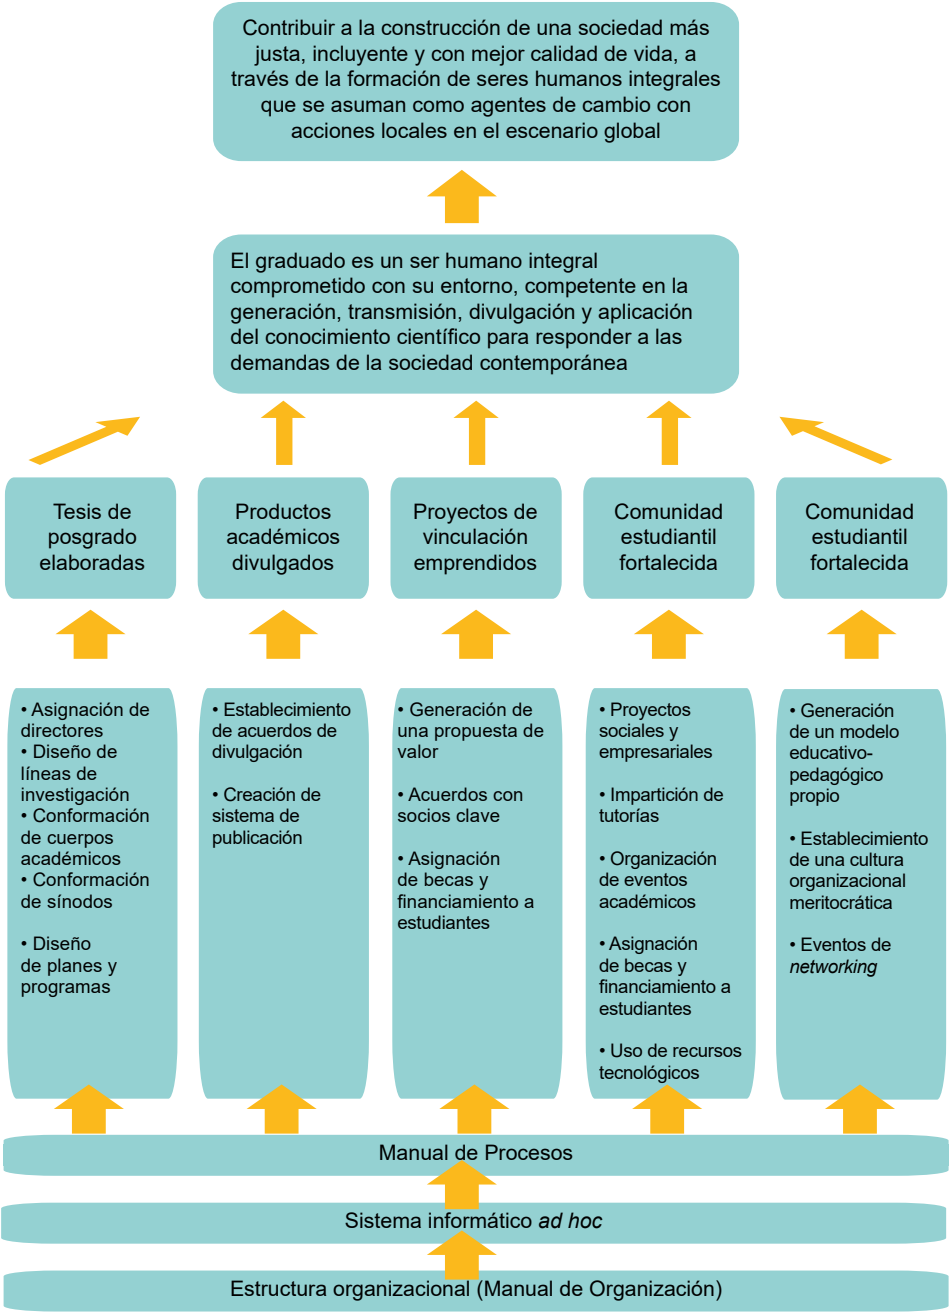 Contribuir a la construcción de una sociedad más
justa, incluyente y con mejor calidad de vida, a
través de la formación de seres humanos integrales
que se asuman como agentes de cambio con
acciones locales en el escenario global
El graduado es un ser humano integral
comprometido con su entorno, competente en la
generación, transmisión, divulgación y aplicación
del conocimiento científico para responder a las
demandas de la sociedad contemporánea
Tesis de
posgrado
elaboradas
Productos
académicos
divulgados
Proyectos de
vinculación
emprendidos
Comunidad
estudiantil
fortalecida
Comunidad
estudiantil
fortalecida
• Asignación de
directores
• Diseño de
líneas de
investigación
• Conformación
de cuerpos
académicos
• Conformación
de sínodos
• Diseño
de planes y
programas
• Establecimiento
de acuerdos de
divulgación
• Creación de
sistema de
publicación
• Generación de
una propuesta de
valor
• Acuerdos con
socios clave
• Asignación
de becas y
financiamiento a
estudiantes
• Proyectos
sociales y
empresariales
• Impartición de
tutorías
• Organización
de eventos
académicos
• Asignación
de becas y
financiamiento a
estudiantes
• Uso de recursos
tecnológicos
• Generación
de un modelo
educativo-
pedagógico
propio
• Establecimiento
de una cultura
organizacional
meritocrática
• Eventos de
networking
Manual de Procesos
Sistema informático ad hoc
Estructura organizacional (Manual de Organización)